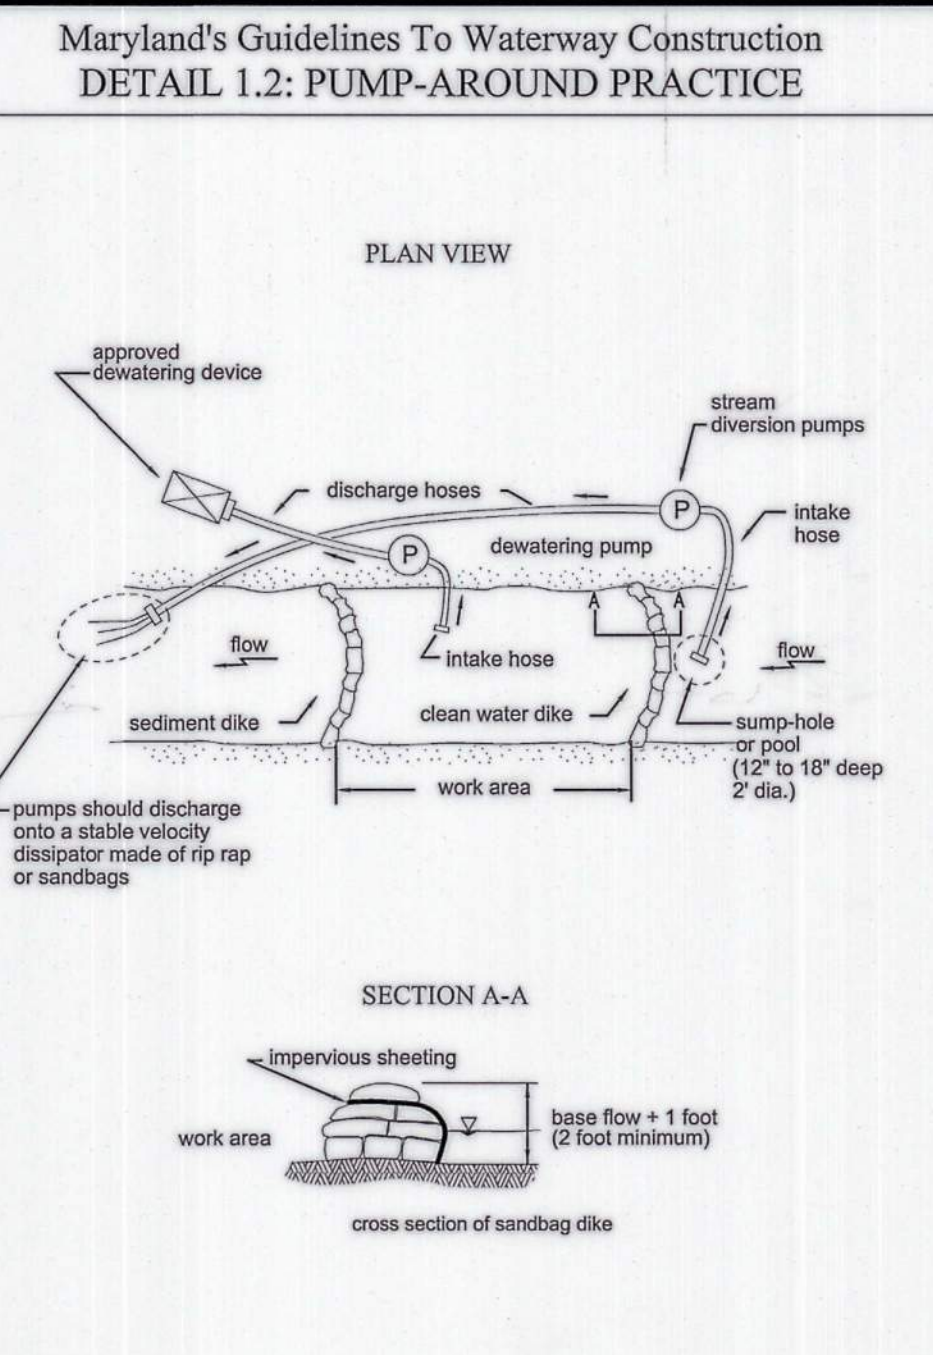 Maryland's Guidelines To Waterway Construction
DETAIL 1.2: PUMP-AROUND PRACTICE
PLAN VIEW
approved
dewatering device
stream
diversion pumps
discharge hoses
P
intake
hose
P
dewatering pump
A
A
flow
intake hose
flow
sediment dike
clean water dike
sump-hole
or pool
(12" to 18" deep
2' dia.)
work area
pumps should discharge
onto a stable velocity
dissipator made of rip rap
or sandbags
SECTION A-A
impervious sheeting
work area
base flow + 1 foot
(2 foot minimum)
cross section of sandbag dike